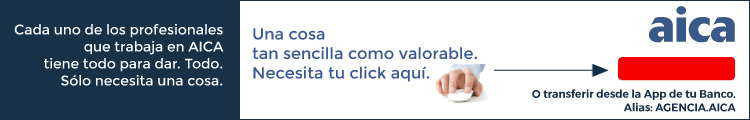 Cada uno de los profesionales
que trabaja en AICA
tiene todo para dar. Todo.
Sólo necesita una cosa.
Una cosa
tan sencilla como valorable.
Necesita tu click aquí.
aica
O transferir desde la App de tu Banco.
Alias: AGENCIA.AICA